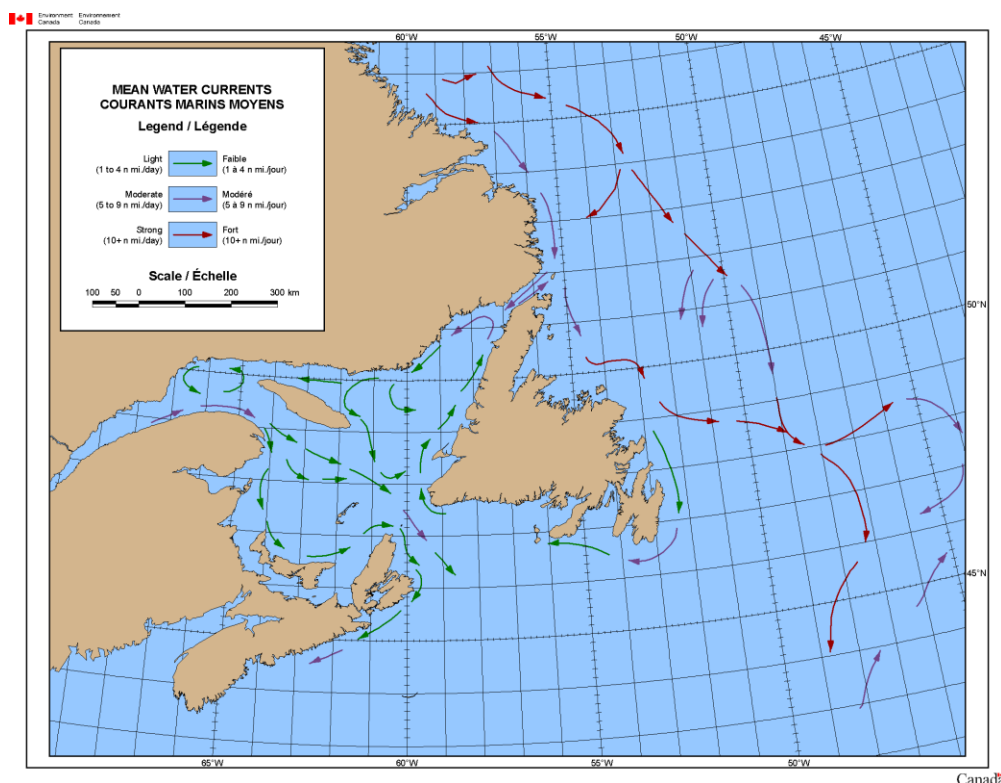 Environment Environnement
Canada Canada
60°W 55°W 50°W 45°W
MEAN WATER CURRENTS
COURANTS MARINS MOYENS
Legend / Légende
Light Faible
(1 to 4 n mi./day) (1 à 4 n mi./jour)
Moderate Modéré
(5 to 9 n mi./day) (5 à 9 n mi./jour)
Strong Fort
(10+ n mi./day) (10+ n mi./jour)
Scale / Échelle
100 50 0 100 200 300 km
50°N
45°N
65°W 60°W 55°W 50°W
Canada